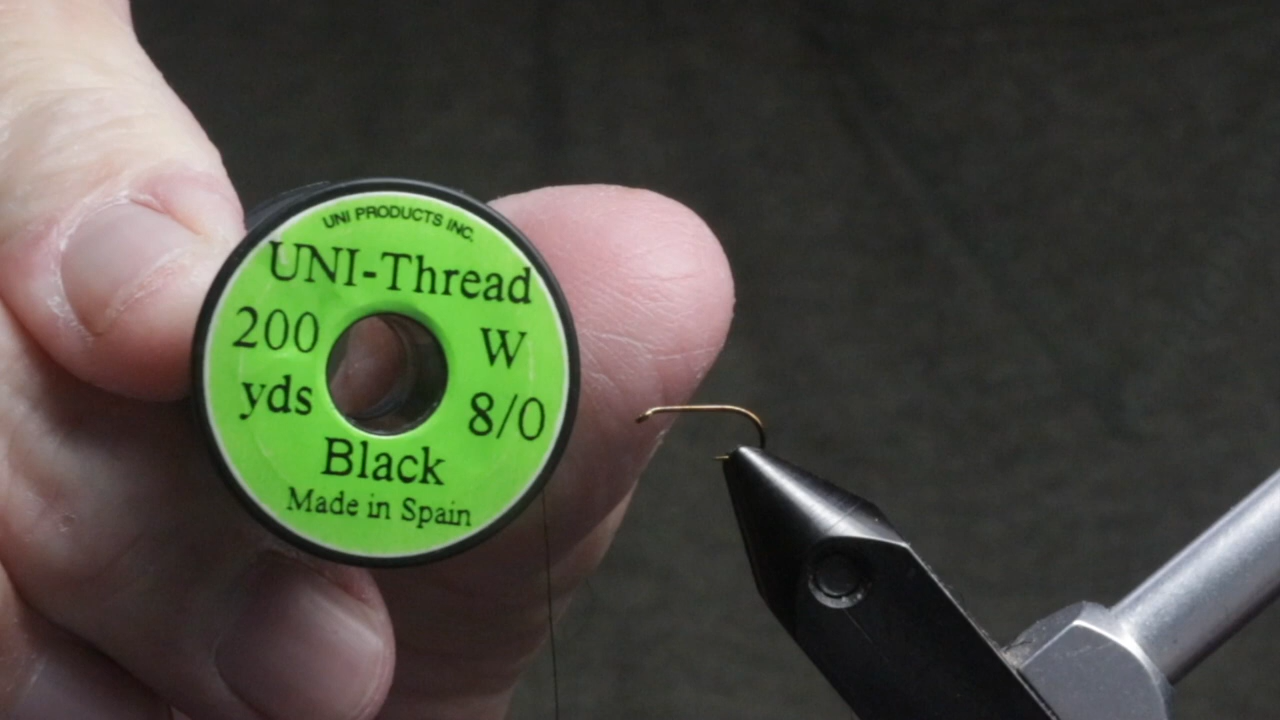 UNI PRODUCTS INC.
UNI-Thread
200 W
yds 8/0
Black
Made in Spain